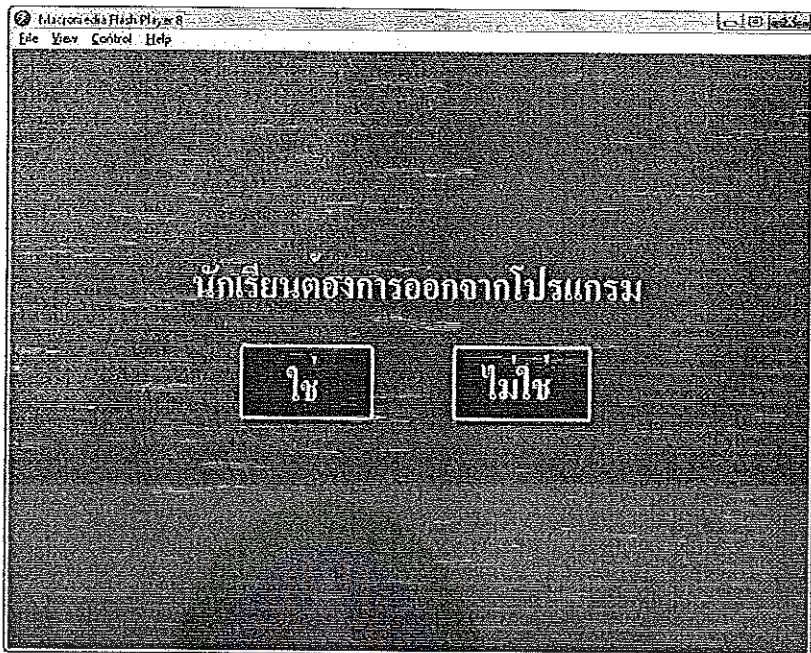 Macromedia Flash Player 8
File View Control Help
นักเรียนต้องการออกจากโปรแกรม
ใช่
ไม่ใช่